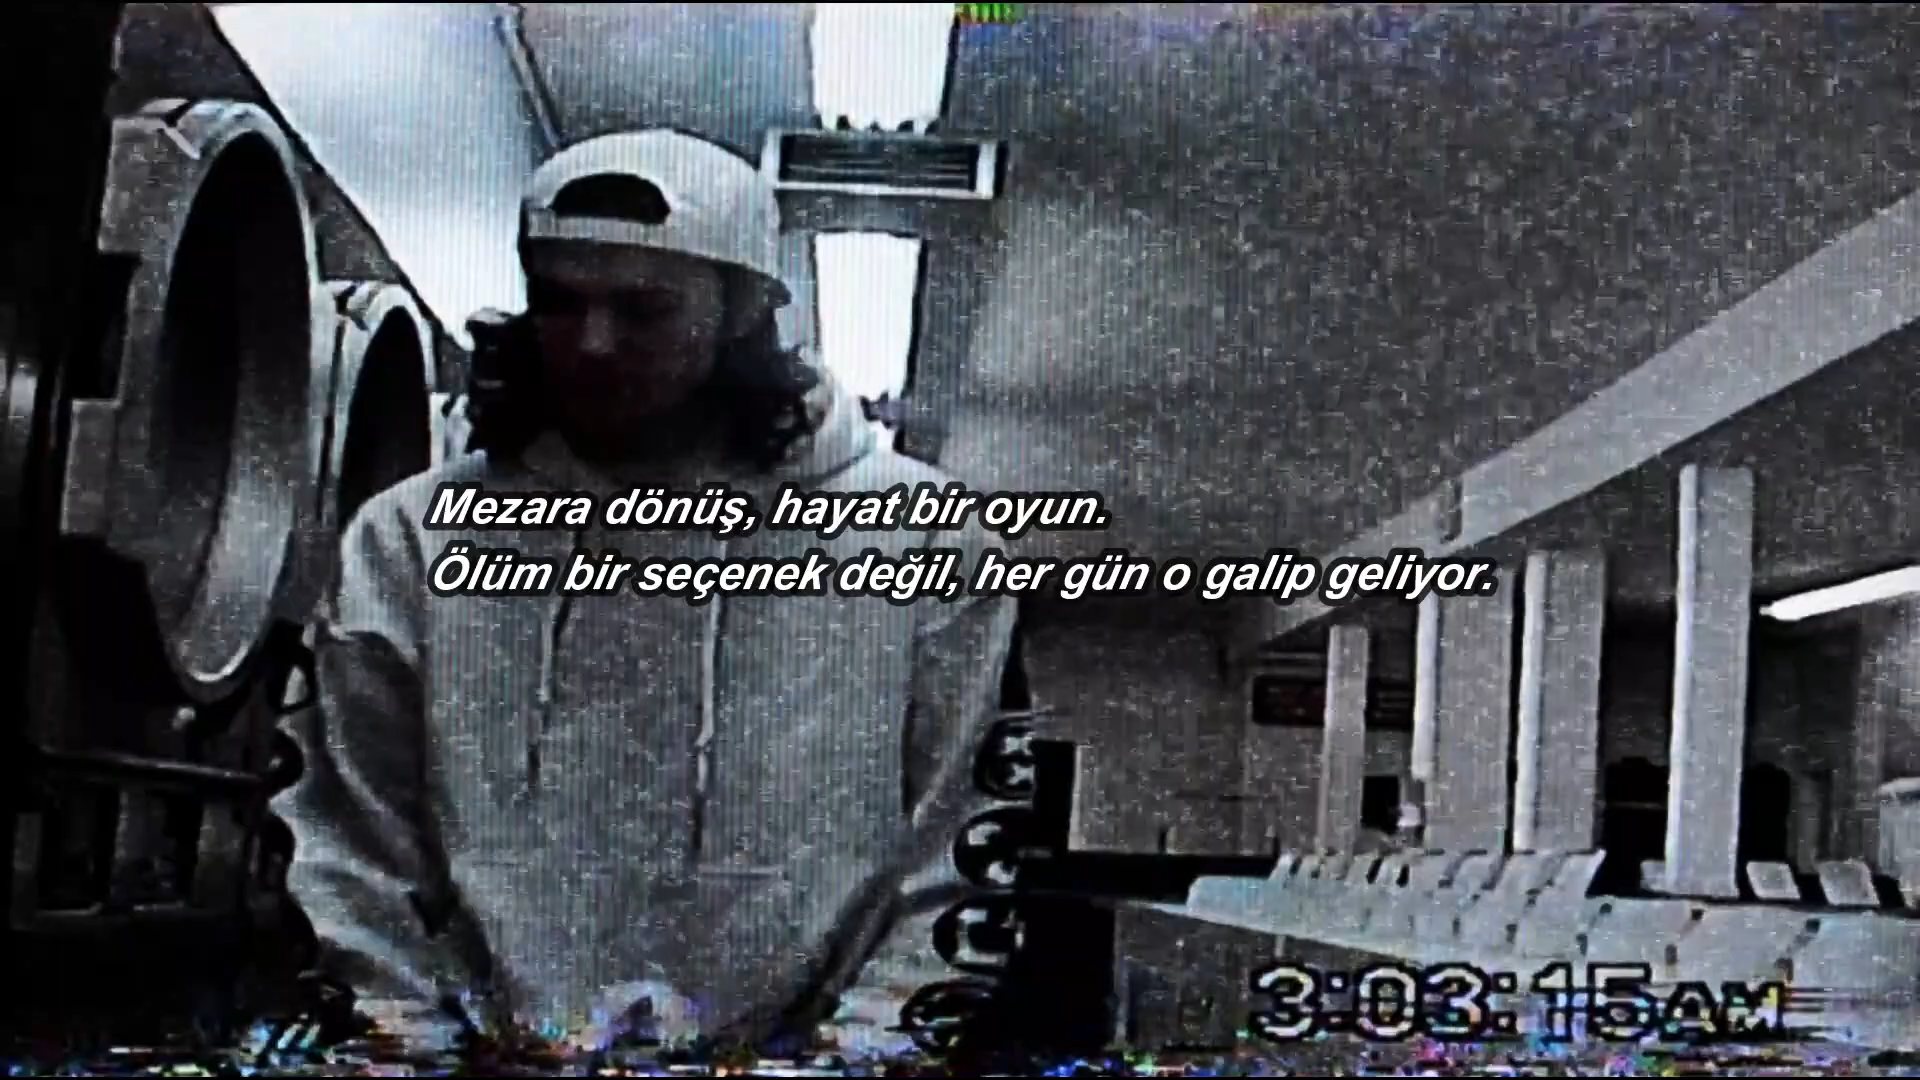 Mezara dönüş, hayat bir oyun.
Ölüm bir seçenek değil, her gün o galip geliyor.
3:03:15AM